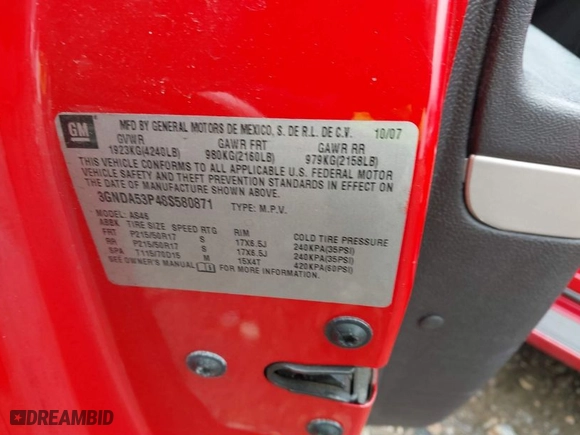 GM
MFD BY GENERAL MOTORS DE MEXICO, S. DE R.L. DE C.V. 10/07
GVWR GAWR FRT GAWR RR
1923KG(4240LB) 980KG(2160LB) 979KG(2158LB)
THIS VEHICLE CONFORMS TO ALL APPLICABLE U.S. FEDERAL MOTOR
VEHICLE SAFETY AND THEFT PREVENTION STANDARDS IN EFFECT ON
THE DATE OF MANUFACTURE SHOWN ABOVE.
3GNDA53P48S580871 TYPE: M.P.V.
MODEL: AS46
TIRE SIZE SPEED RTG RIM COLD TIRE PRESSURE
FRT P215/50R17 S 17X6.5J 240KPA(35PSI)
RR P215/50R17 S 17X6.5J 240KPA(35PSI)
SPA T115/70D15 M 15X4T 420KPA(60PSI)
SEE OWNER'S MANUAL FOR MORE INFORMATION.
DREAMBID